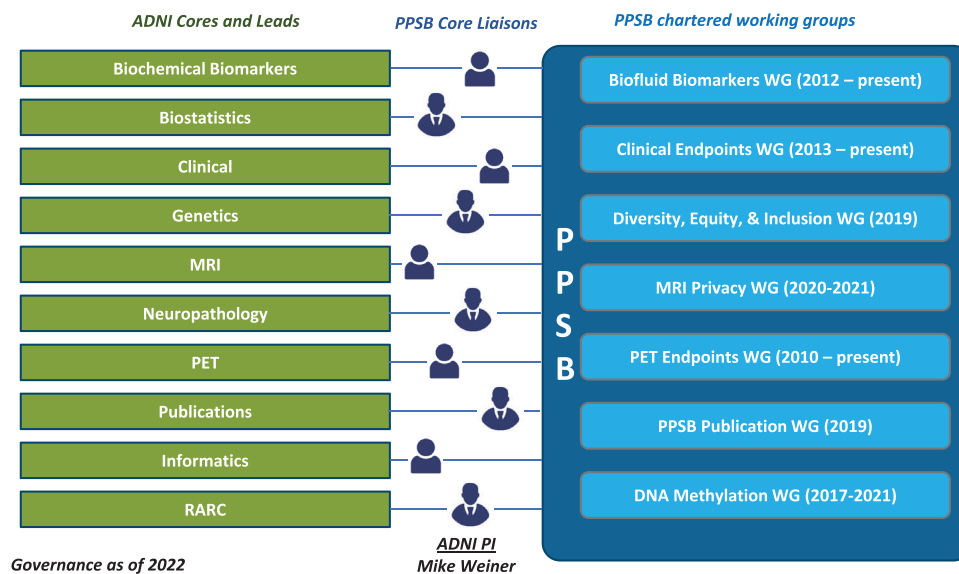 ADNI Cores and Leads
PPSB Core Liaisons
PPSB chartered working groups
Biochemical Biomarkers
Biostatistics
Clinical
Genetics
MRI
Neuropathology
PET
Publications
Informatics
RARC
ADNI PI
Mike Weiner
P
P
S
B
Biofluid Biomarkers WG (2012 – present)
Clinical Endpoints WG (2013 – present)
Diversity, Equity, & Inclusion WG (2019)
MRI Privacy WG (2020-2021)
PET Endpoints WG (2010 – present)
PPSB Publication WG (2019)
DNA Methylation WG (2017-2021)
Governance as of 2022